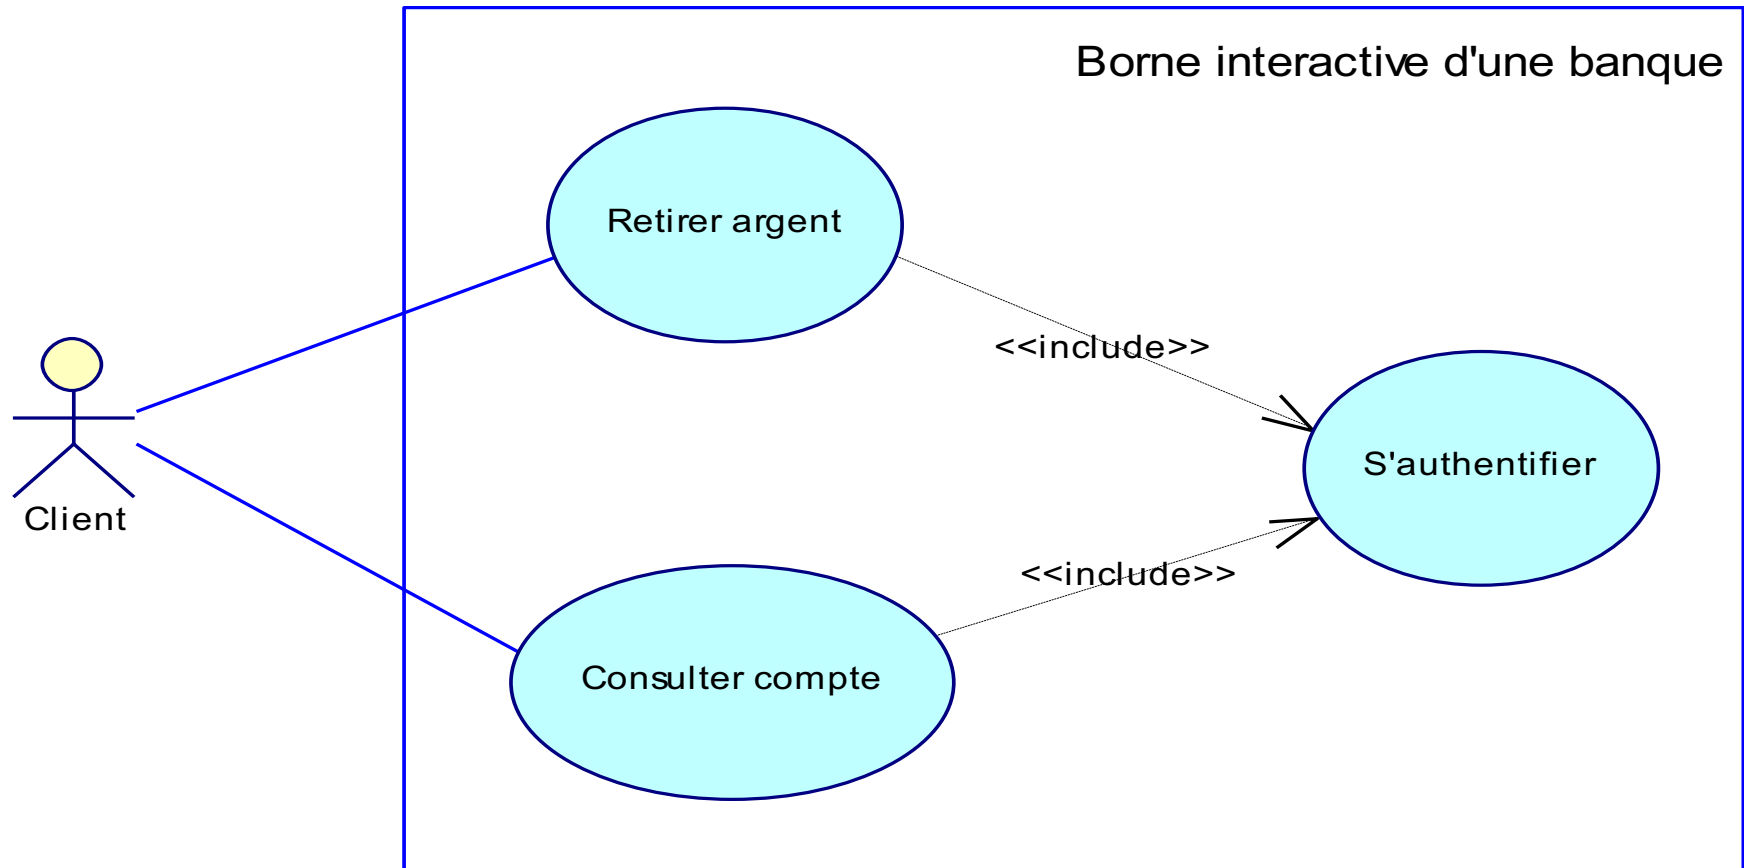 Borne interactive d'une banque
Retirer argent
<<include>>
S'authentifier
Client
<<include>>
Consulter compte